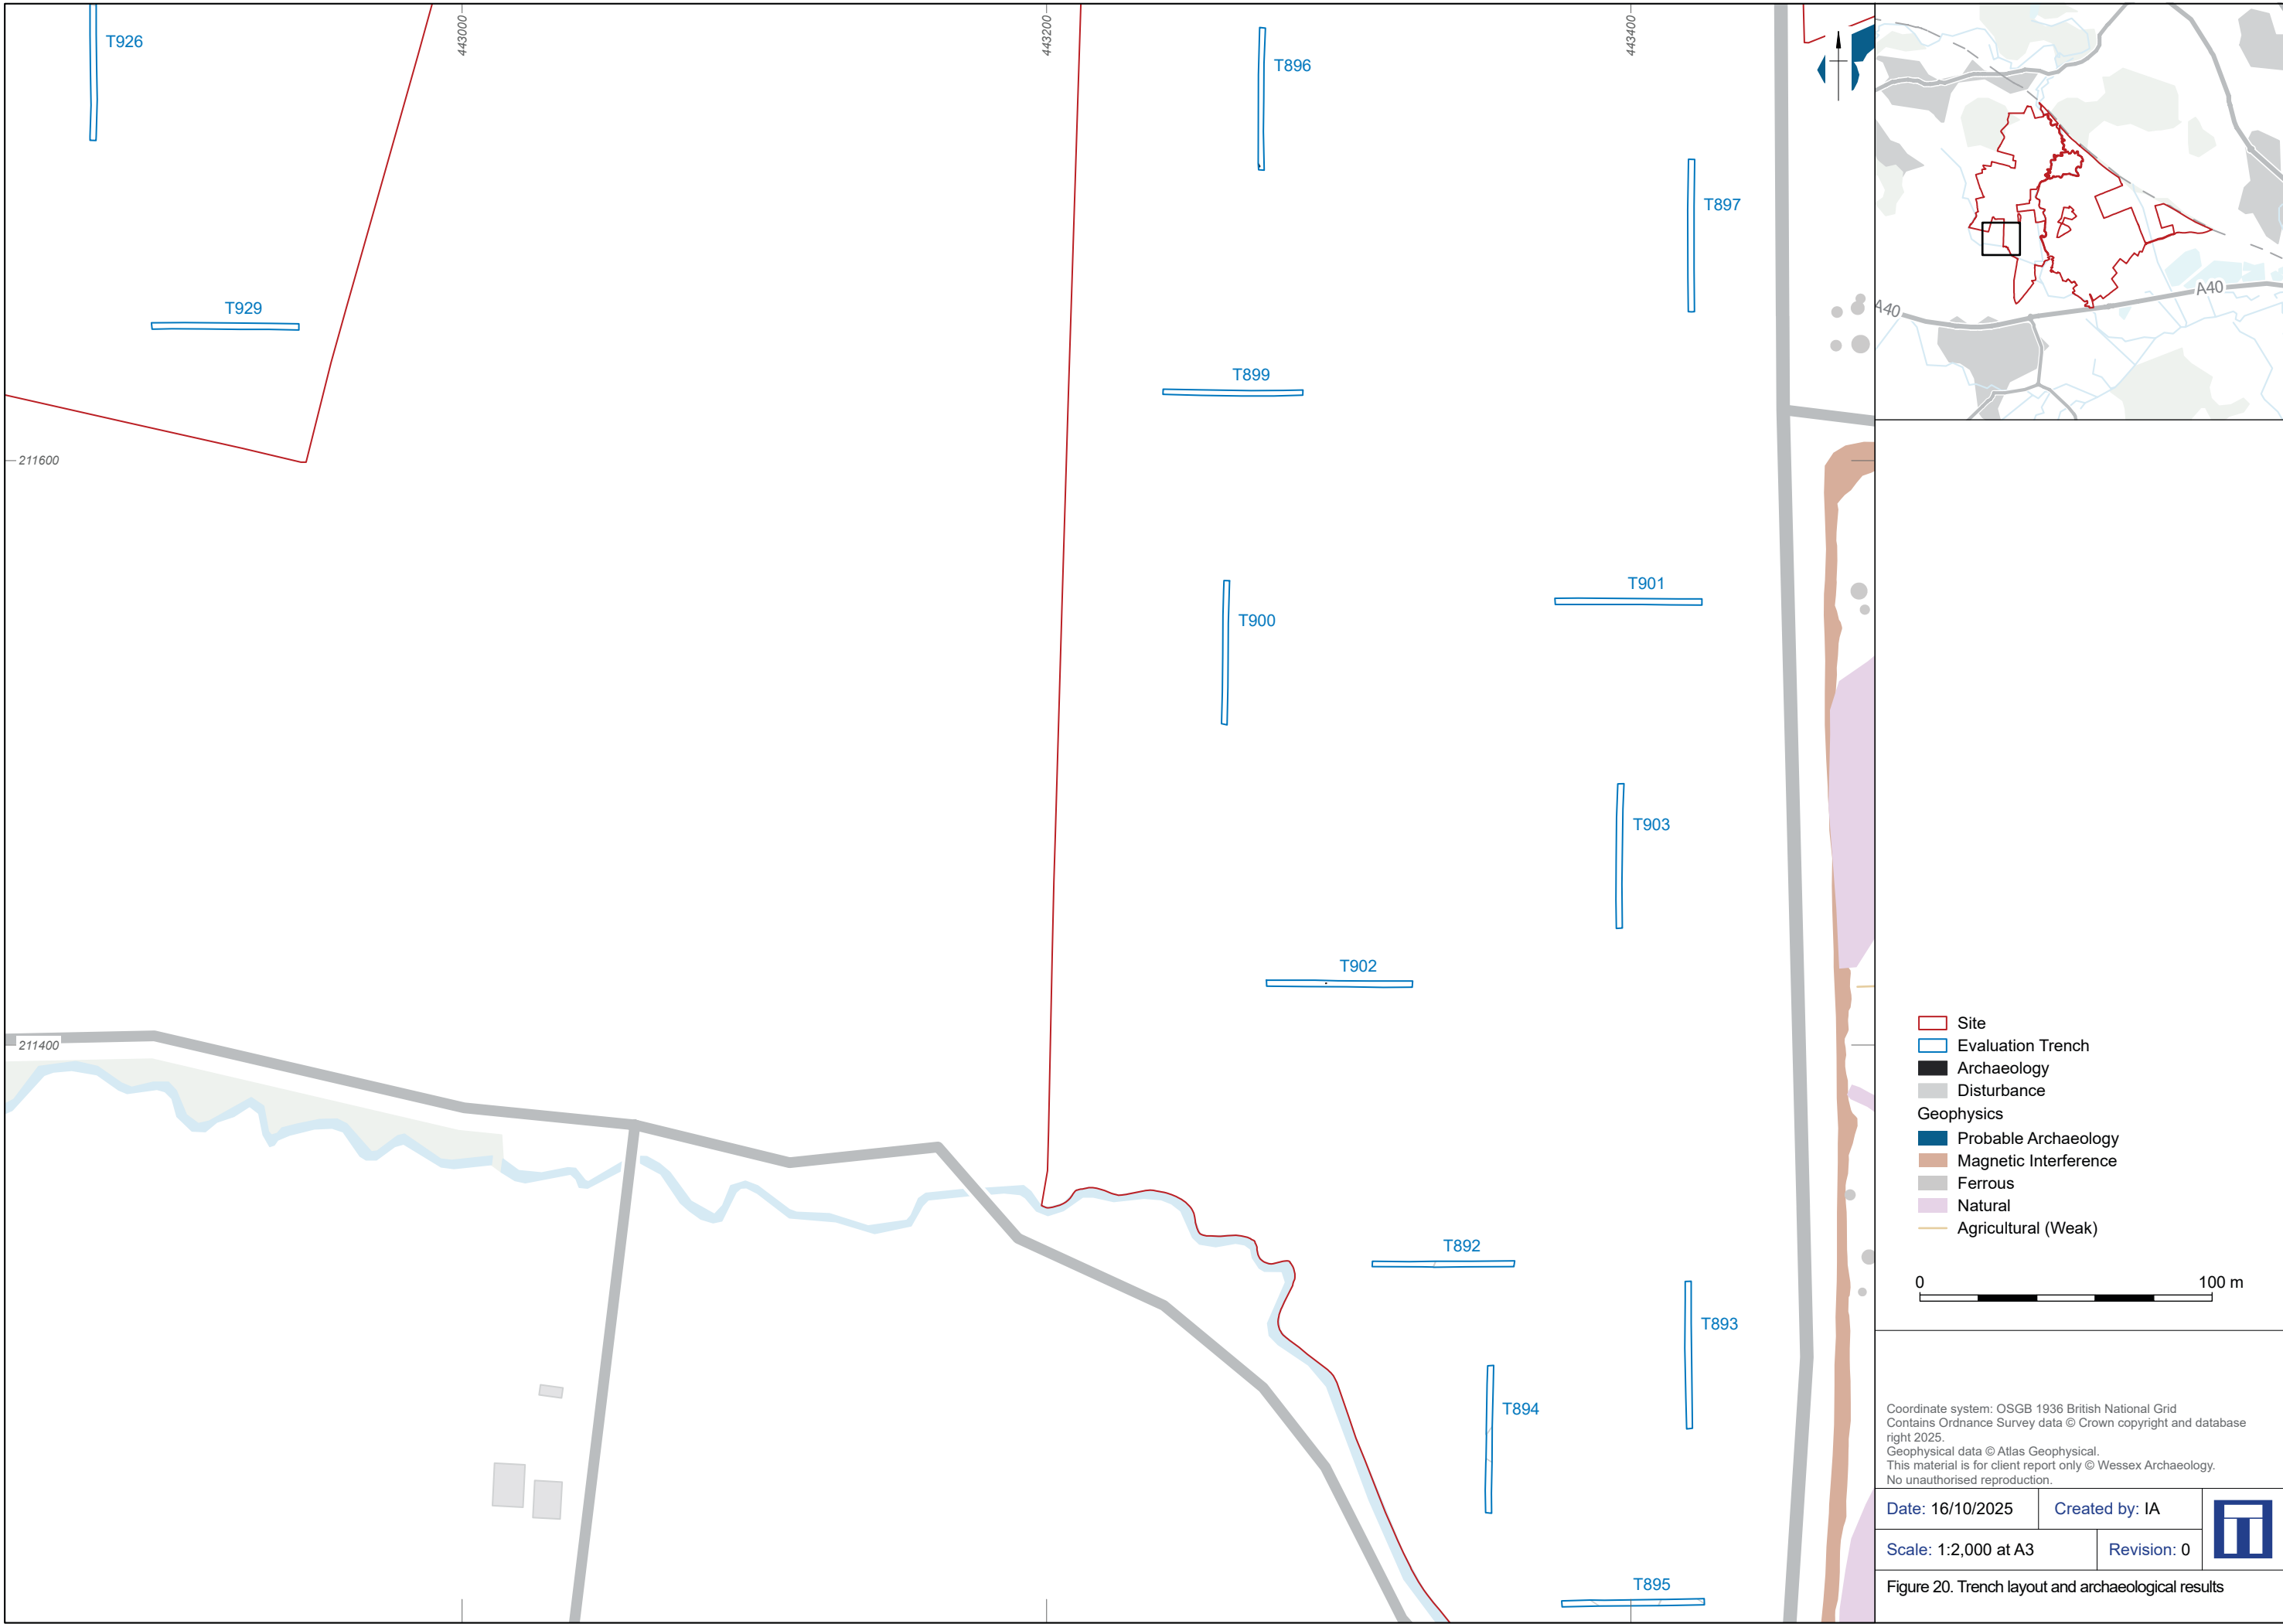 443000
443200
443400
T926
T896
T897
T929
T899
211600
T901
T900
T903
T902
211400
T892
T893
T894
T895
A40
A40
Site
Evaluation Trench
Archaeology
Disturbance
Geophysics
Probable Archaeology
Magnetic Interference
Ferrous
Natural
Agricultural (Weak)
0 100 m
Coordinate system: OSGB 1936 British National Grid
Contains Ordnance Survey data © Crown copyright and database
right 2025.
Geophysical data © Atlas Geophysical.
This material is for client report only © Wessex Archaeology.
No unauthorised reproduction.
Date: 16/10/2025 Created by: IA
Scale: 1:2,000 at A3 Revision: 0
Figure 20. Trench layout and archaeological results